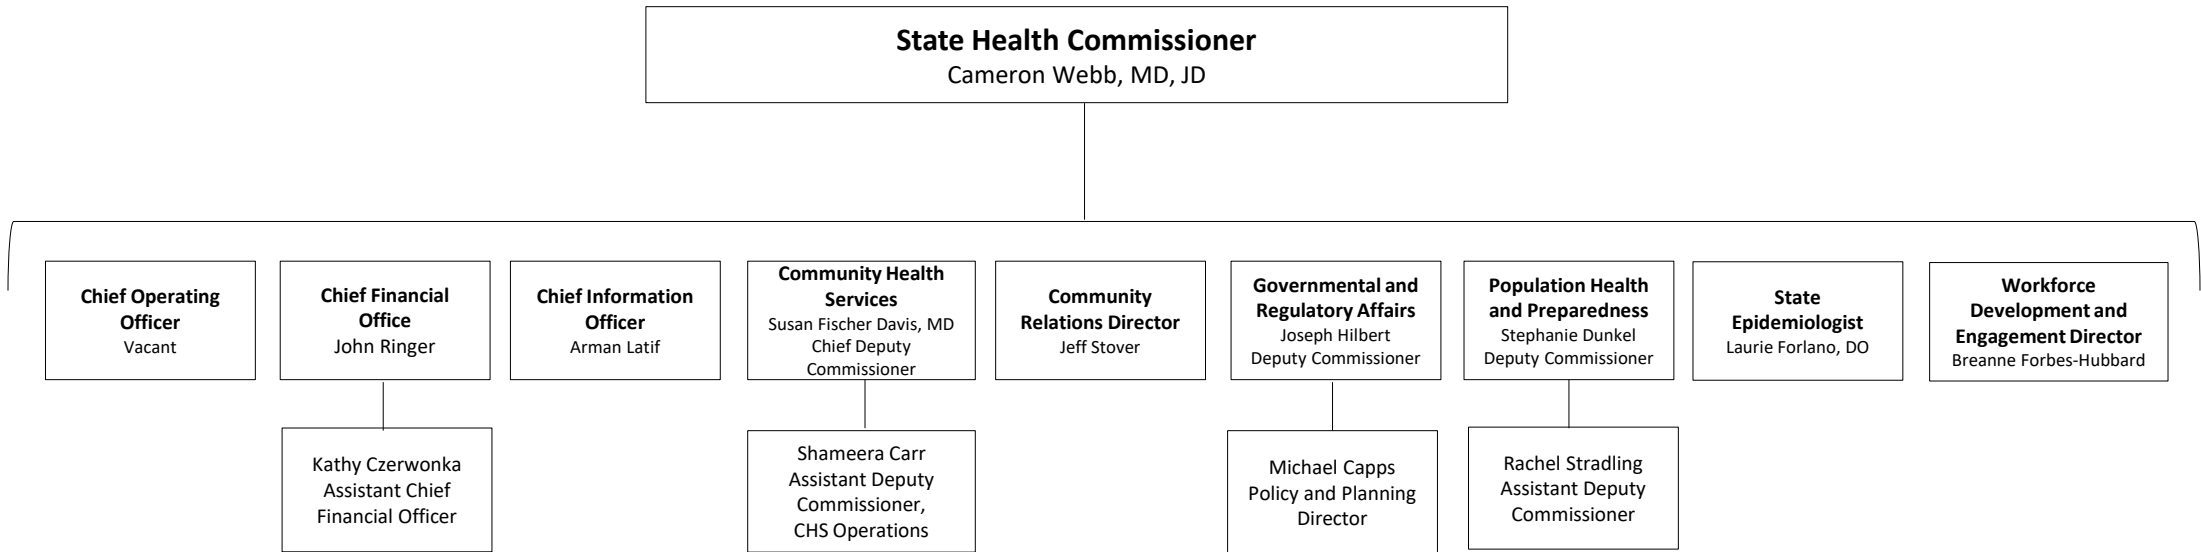 State Health Commissioner
Cameron Webb, MD, JD
Chief Operating
Officer
Vacant
Chief Financial
Office
John Ringer
Chief Information
Officer
Arman Latif
Community Health
Services
Susan Fischer Davis, MD
Chief Deputy
Commissioner
Community
Relations Director
Jeff Stover
Governmental and
Regulatory Affairs
Joseph Hilbert
Deputy Commissioner
Population Health
and Preparedness
Stephanie Dunkel
Deputy Commissioner
State
Epidemiologist
Laurie Forlano, DO
Workforce
Development and
Engagement Director
Breanne Forbes-Hubbard
Kathy Czerwonka
Assistant Chief
Financial Officer
Shameera Carr
Assistant Deputy
Commissioner,
CHS Operations
Michael Capps
Policy and Planning
Director
Rachel Stradling
Assistant Deputy
Commissioner